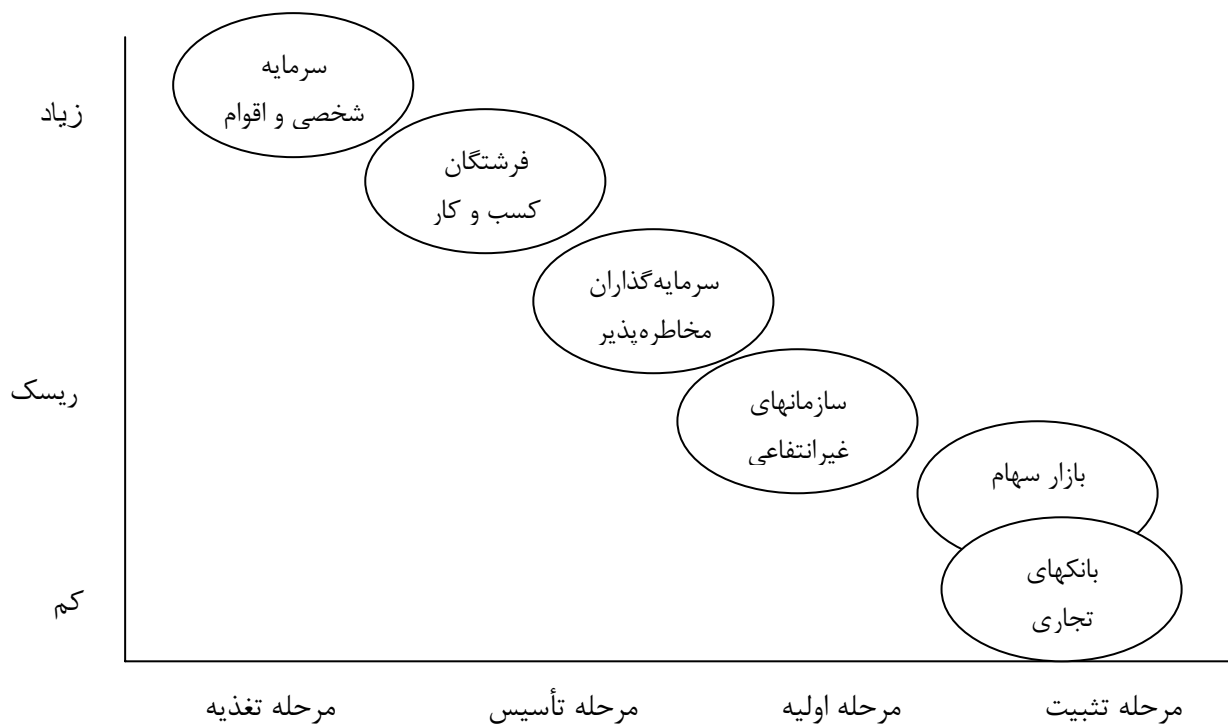 سرمایه
شخصی و اقوام
زیاد
فرشتگان
کسب و کار
سرمایه‌گذاران
مخاطره‌پذیر
ریسک
سازمانهای
غیرانتفاعی
بازار سهام
بانکهای
تجاری
کم
مرحله تغذیه
مرحله تأسیس
مرحله اولیه
مرحله تثبیت